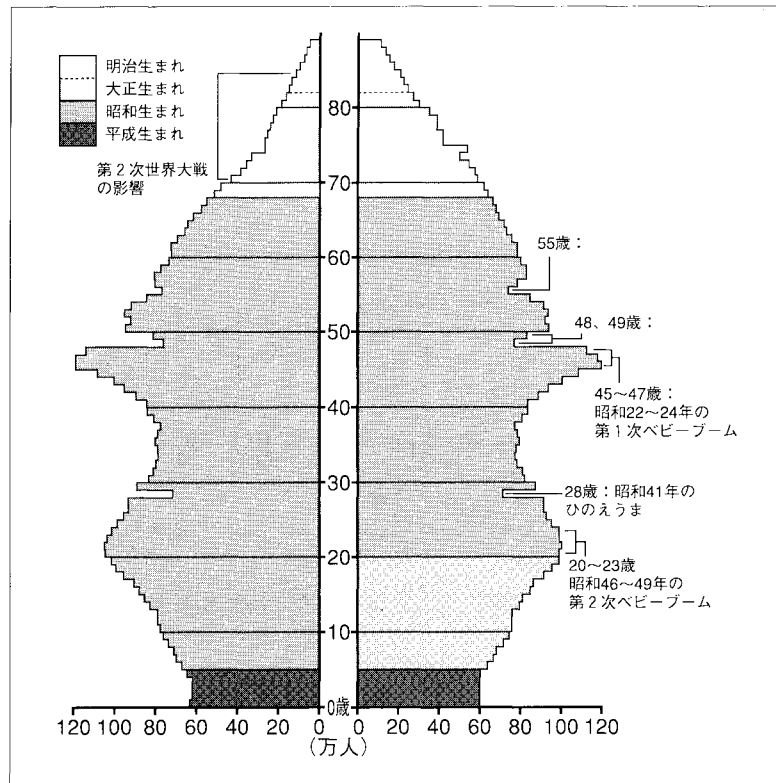 明治生まれ
大正生まれ
昭和生まれ
平成生まれ
第2次世界大戦
の影響
80
70
60
50
40
30
20
10
0歳
55歳：
48、49歳：
45〜47歳：
昭和22〜24年の
第1次ベビーブーム
28歳：昭和41年の
ひのえうま
20〜23歳
昭和46〜49年の
第2次ベビーブーム
120 100 80 60 40 20 0 0 20 40 60 80 100 120
(万人)